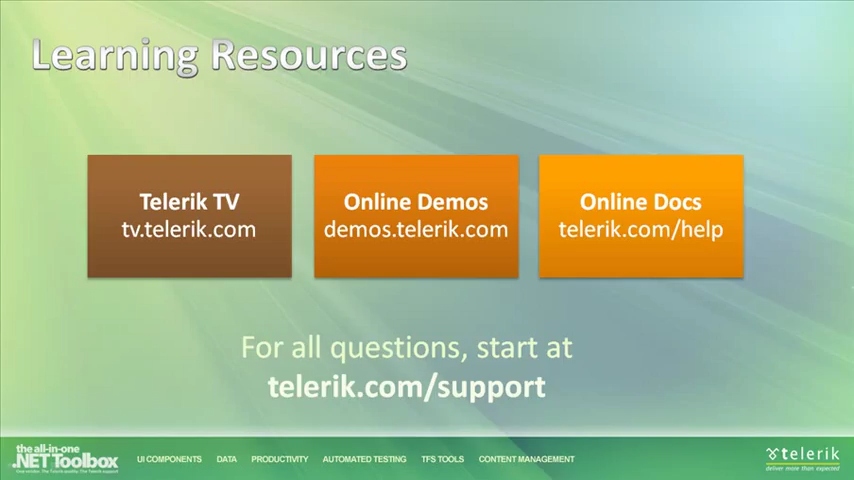 Learning Resources
Telerik TV
tv.telerik.com
Online Demos
demos.telerik.com
Online Docs
telerik.com/help
For all questions, start at
telerik.com/support
the all-in-one
.NET Toolbox
UI COMPONENTS DATA PRODUCTIVITY AUTOMATED TESTING TFS TOOLS CONTENT MANAGEMENT
telerik
deliver more than expected